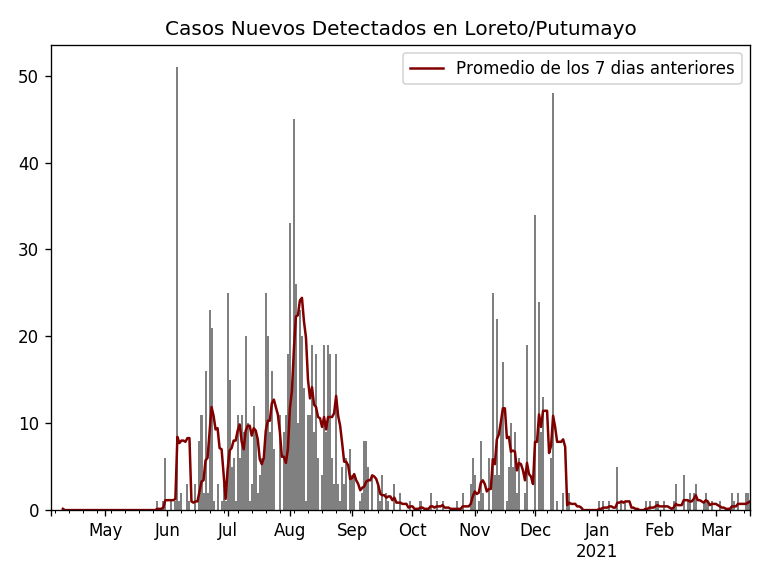 Casos Nuevos Detectados en Loreto/Putumayo
Promedio de los 7 dias anteriores
50
40
30
20
10
0
May Jun Jul Aug Sep Oct Nov Dec Jan Feb Mar
2021